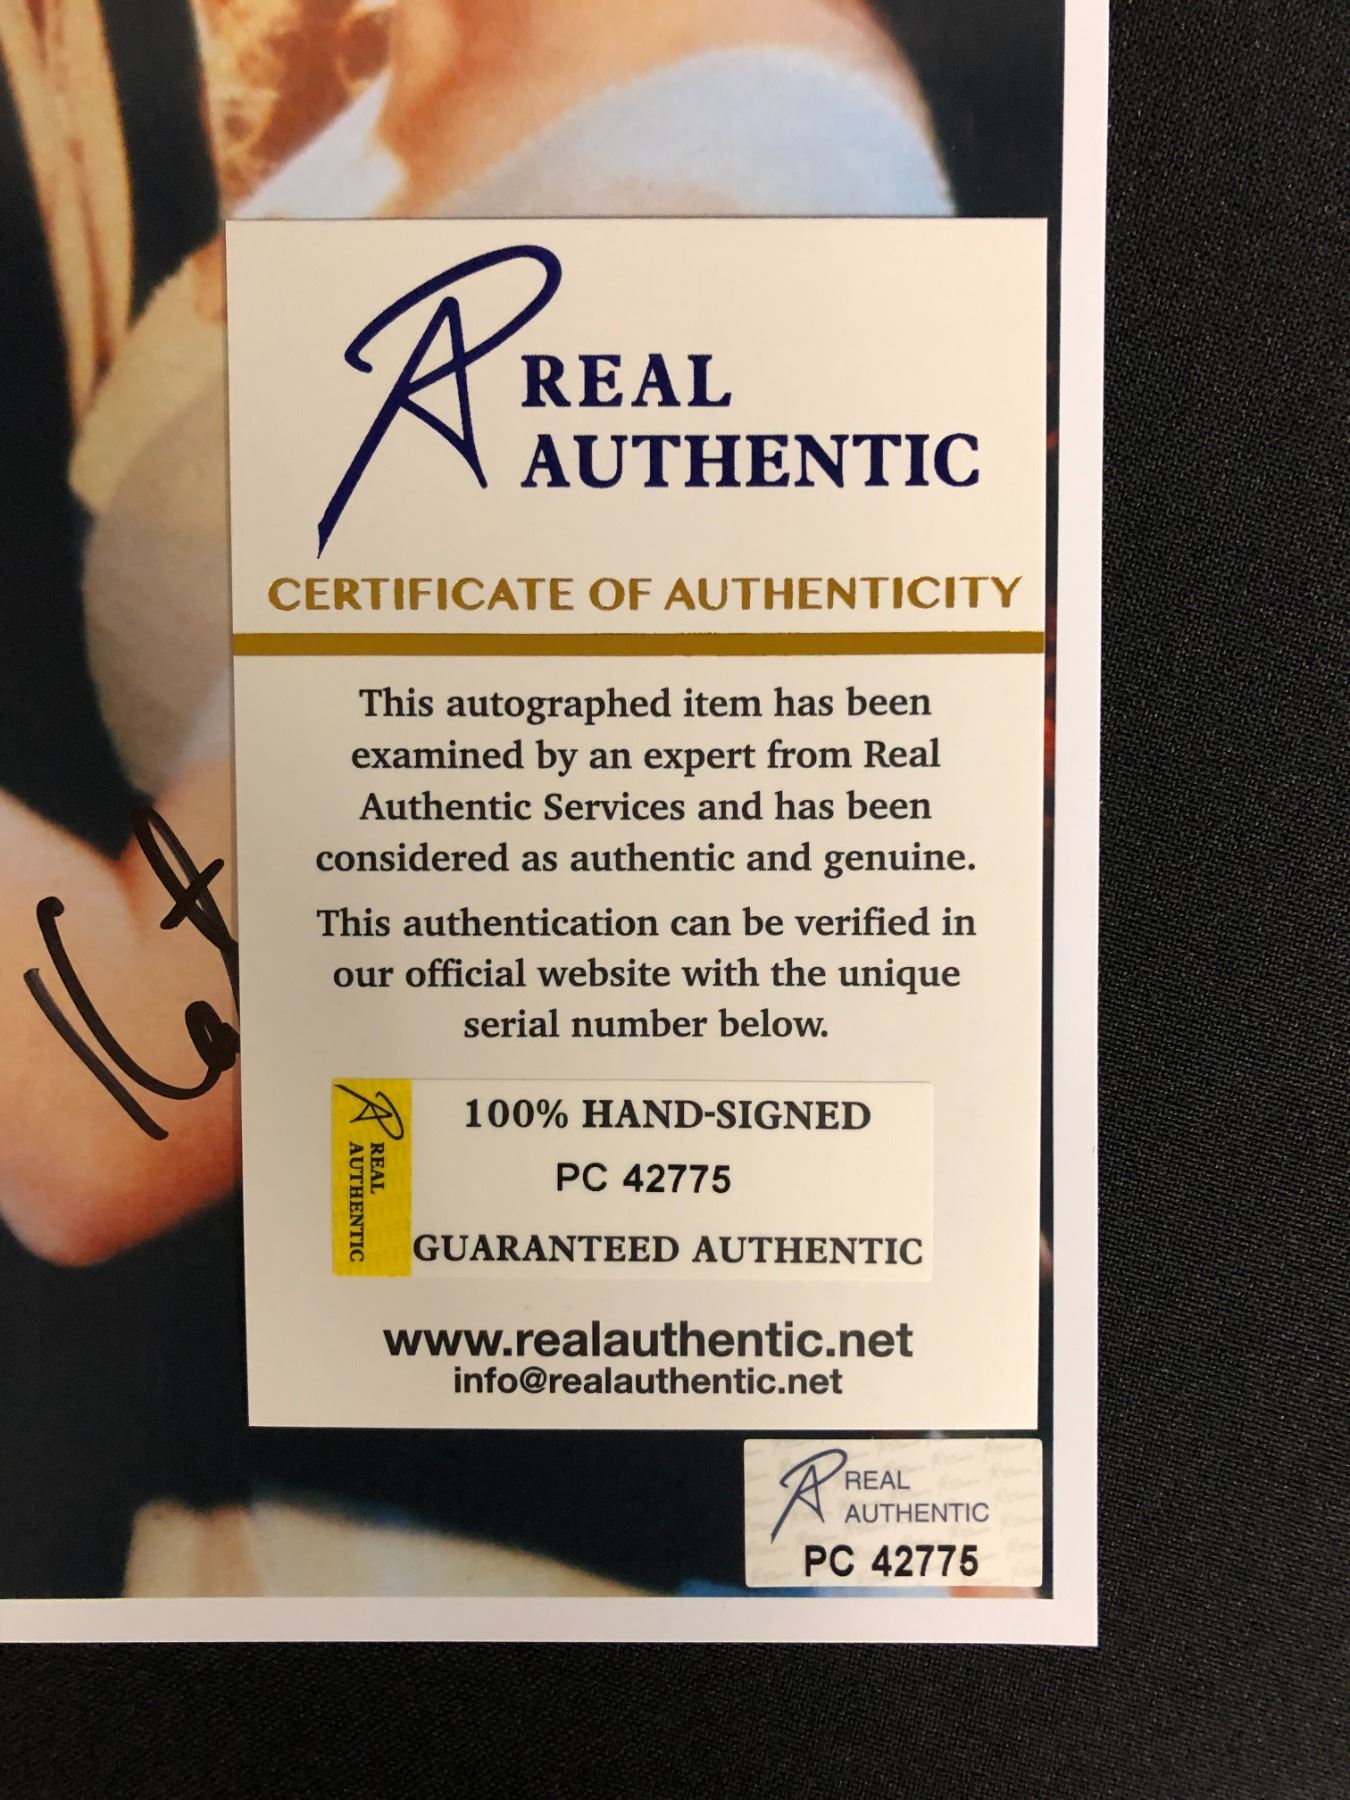 REAL
AUTHENTIC
CERTIFICATE OF AUTHENTICITY
This autographed item has been
examined by an expert from Real
Authentic Services and has been
considered as authentic and genuine.
This authentication can be verified in
our official website with the unique
serial number below.
REAL
AUTHENTIC
100% HAND-SIGNED
PC 42775
GUARANTEED AUTHENTIC
www.realauthentic.net
info@realauthentic.net
REAL
AUTHENTIC
PC 42775